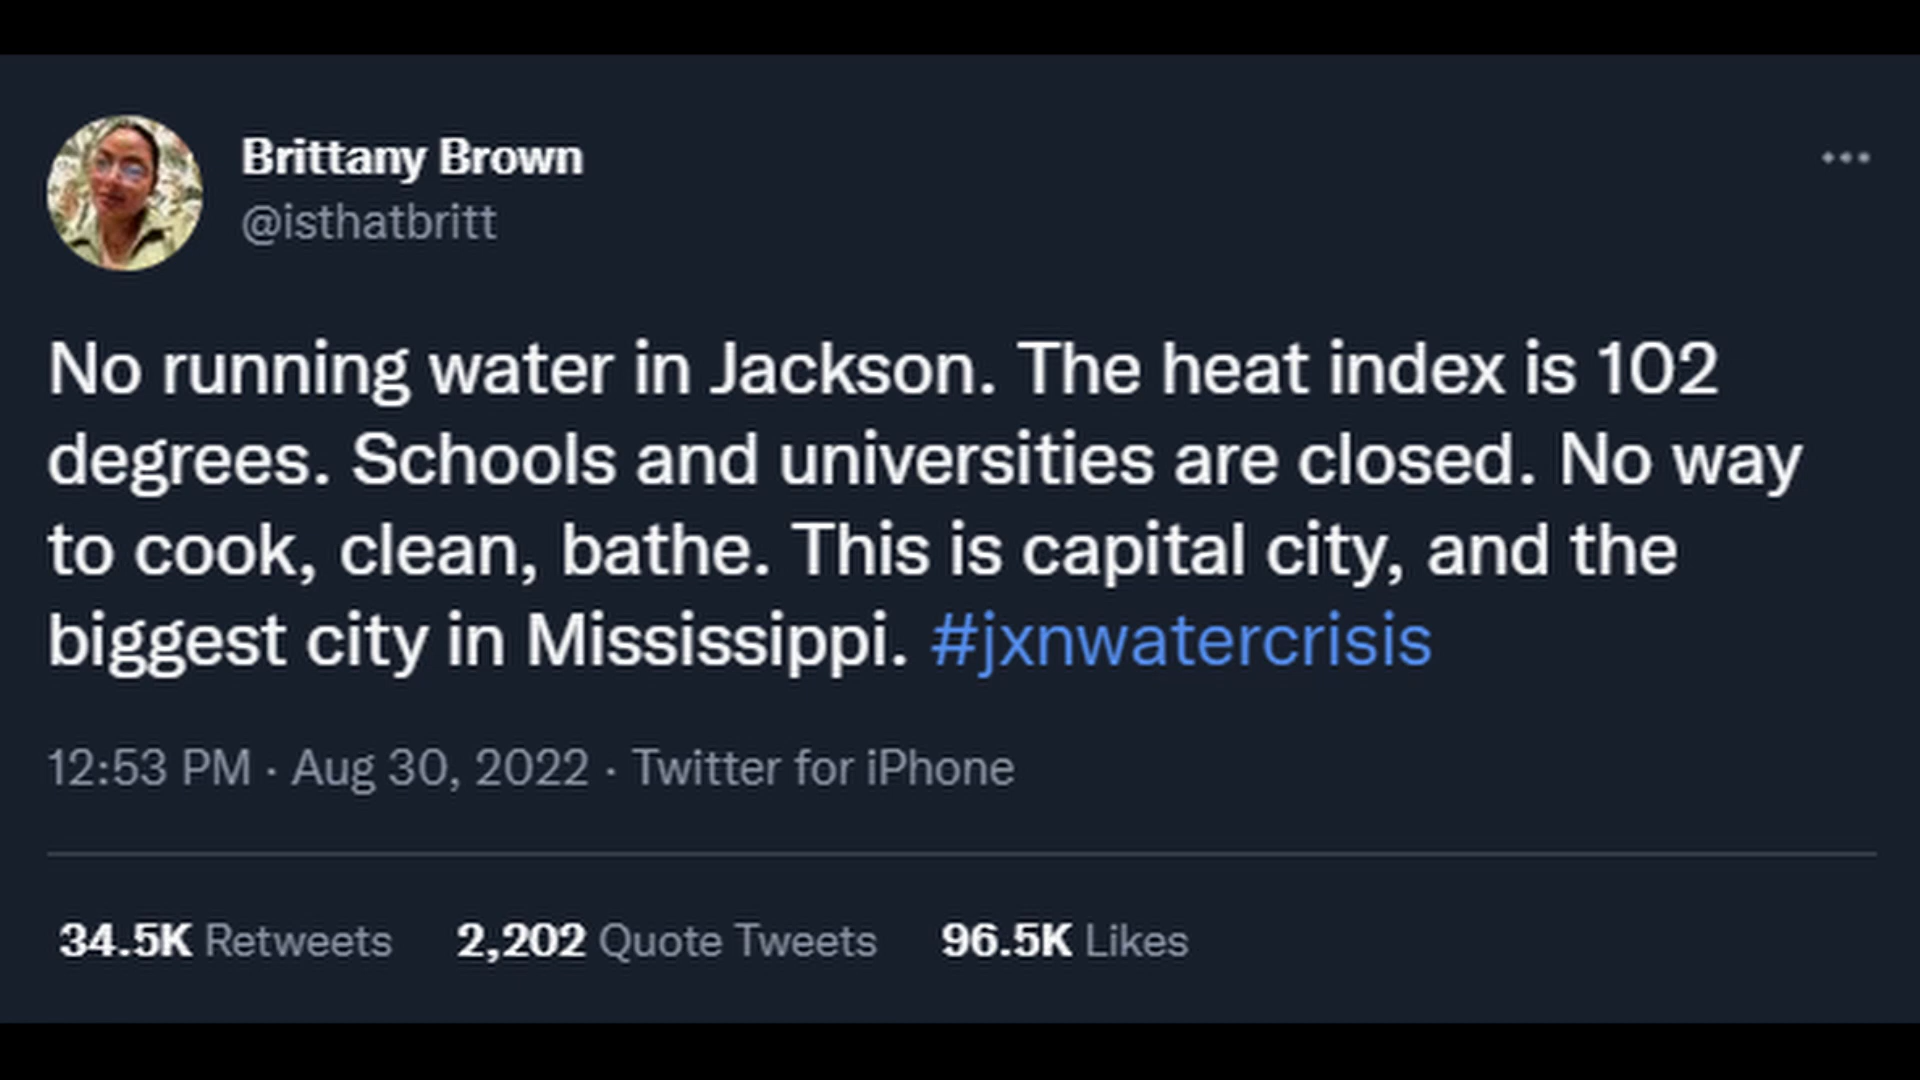 Brittany Brown
@isthatbritt
No running water in Jackson. The heat index is 102
degrees. Schools and universities are closed. No way
to cook, clean, bathe. This is capital city, and the
biggest city in Mississippi. #jxnwatercrisis
12:53 PM · Aug 30, 2022 · Twitter for iPhone
34.5K Retweets 2,202 Quote Tweets 96.5K Likes